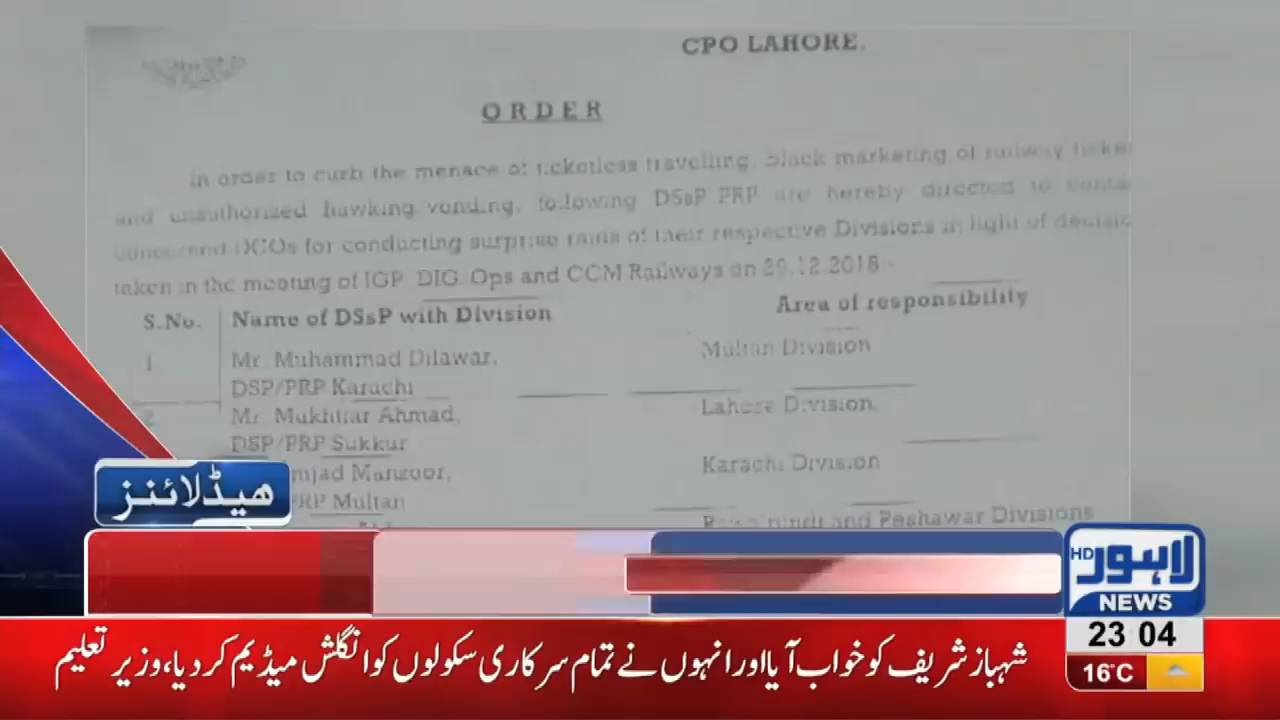 CPO LAHORE.
ORDER
In order to curb the menace of ticketless travelling, black marketing of railway
and unauthorized hawking vending, following DSsP PRP are hereby directed to
concerned DCOs for conducting surprise of their respective Divisions in light of
taken in the meeting of IGP DIG Ops and CCM Railways on 29.12.2018 -
S.No. Name of DSsP with Division Area of responsibility
1. Mr. Muhammad Dilawar, Multan Division
DSP/PRP Karachi
2. Mr. Mukhtiar Ahmad, Lahore Division.
DSP/PRP Sukkur
mjad Manzoor, Karachi Division
PRP Multan
and Peshawar Divisions
ھیڈلائنز
HD لاہور
NEWS
23 04
16°C
شہباز شریف کو خواب آیا اور انہوں نے تمام سرکاری سکولوں کو انگلش میڈیم کر دیا، وزیر تعلیم